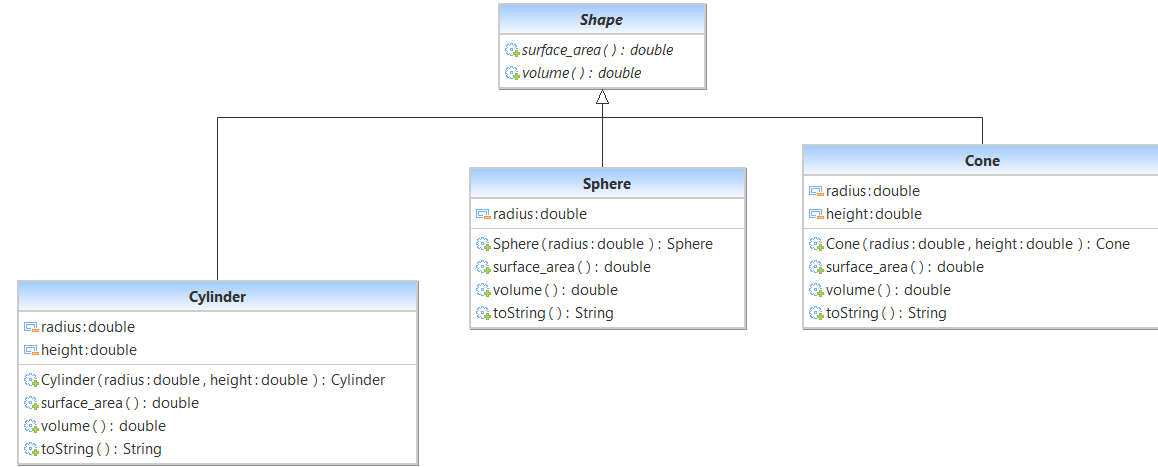 Shape
surface_area ( ) : double
volume ( ) : double
Sphere
radius:double
Sphere (radius:double ) : Sphere
surface_area ( ) : double
volume ( ) : double
toString ( ) : String
Cone
radius:double
height:double
Cone (radius:double , height:double ) : Cone
surface_area ( ) : double
volume ( ) : double
toString ( ) : String
Cylinder
radius:double
height:double
Cylinder (radius:double , height:double ) : Cylinder
surface_area ( ) : double
volume ( ) : double
toString ( ) : String